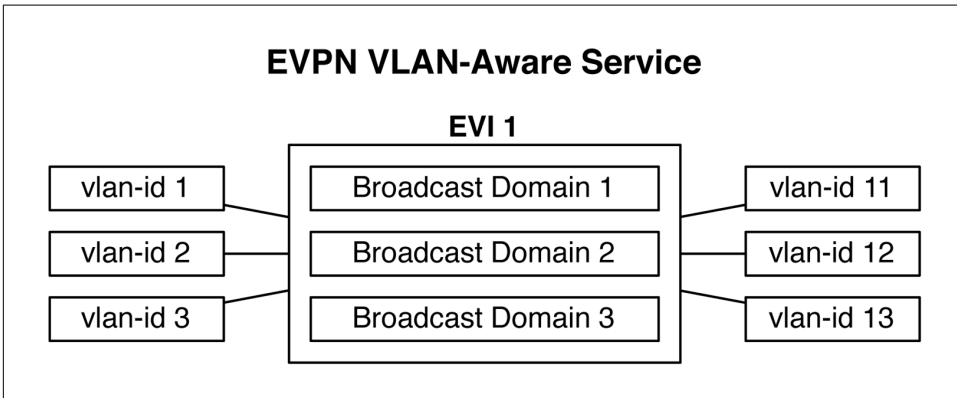 EVPN VLAN-Aware Service
EVI 1
vlan-id 1
Broadcast Domain 1
vlan-id 11
vlan-id 2
Broadcast Domain 2
vlan-id 12
vlan-id 3
Broadcast Domain 3
vlan-id 13